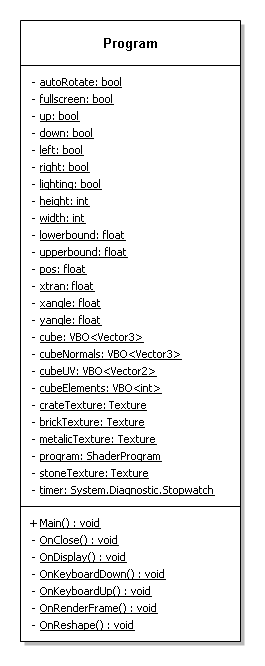 Program
- autoRotate: bool
- fullscreen: bool
- up: bool
- down: bool
- left: bool
- right: bool
- lighting: bool
- height: int
- width: int
- lowerbound: float
- upperbound: float
- pos: float
- xtran: float
- xangle: float
- yangle: float
- cube: VBO<Vector3>
- cubeNormals: VBO<Vector3>
- cubeUV: VBO<Vector2>
- cubeElements: VBO<int>
- crateTexture: Texture
- brickTexture: Texture
- metalicTexture: Texture
- program: ShaderProgram
- stoneTexture: Texture
- timer: System.Diagnostic.Stopwatch
+ Main() : void
- OnClose() : void
- OnDisplay() : void
- OnKeyboardDown() : void
- OnKeyboardUp() : void
- OnRenderFrame() : void
- OnReshape() : void